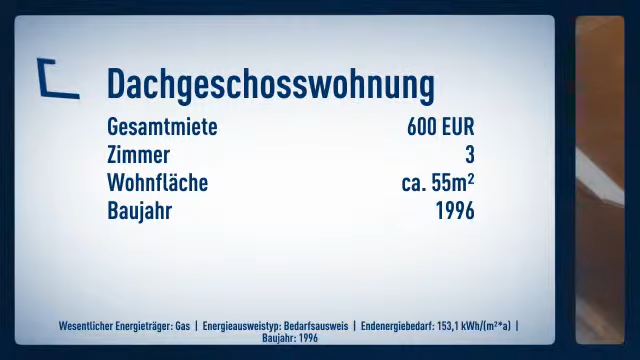 Dachgeschosswohnung
Gesamtmiete 600 EUR
Zimmer 3
Wohnfläche ca. 55m²
Baujahr 1996
Wesentlicher Energieträger: Gas | Energieausweistyp: Bedarfsausweis | Endenergiebedarf: 153,1 kWh/(m²*a) |
Baujahr: 1996